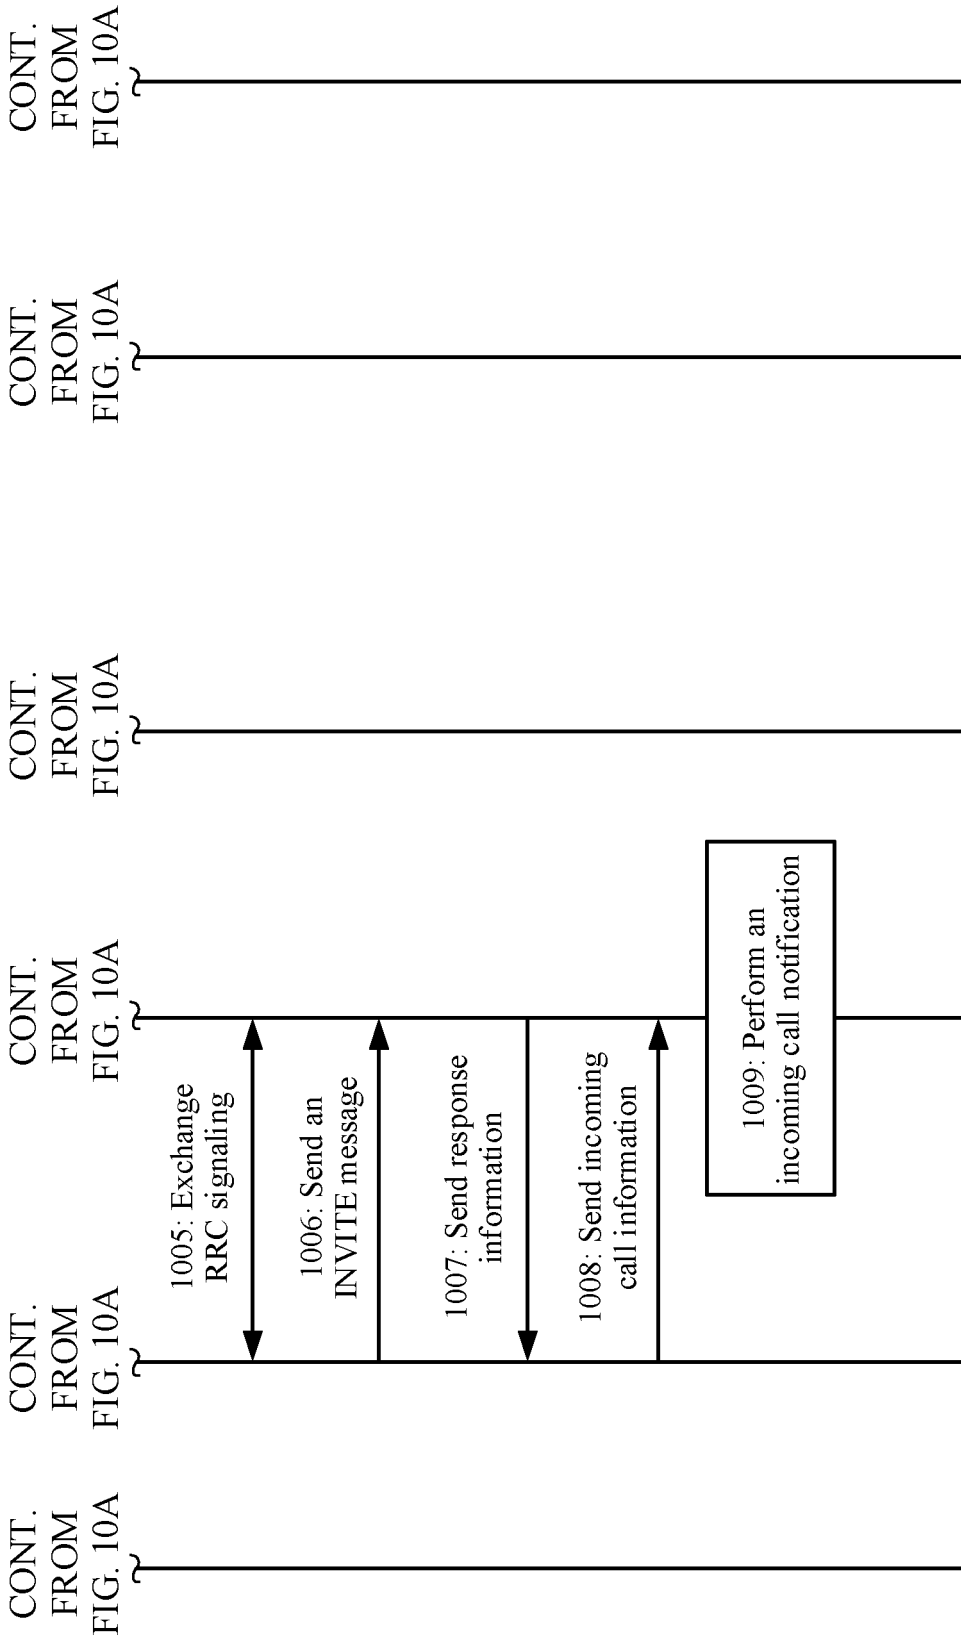 CONT.
FROM
FIG. 10A
CONT.
FROM
FIG. 10A
CONT.
FROM
FIG. 10A
CONT.
FROM
FIG. 10A
CONT.
FROM
FIG. 10A
CONT.
FROM
FIG. 10A
1005: Exchange
RRC signaling
1006: Send an
INVITE message
1007: Send response
information
1008: Send incoming
call information
1009: Perform an
incoming call notification